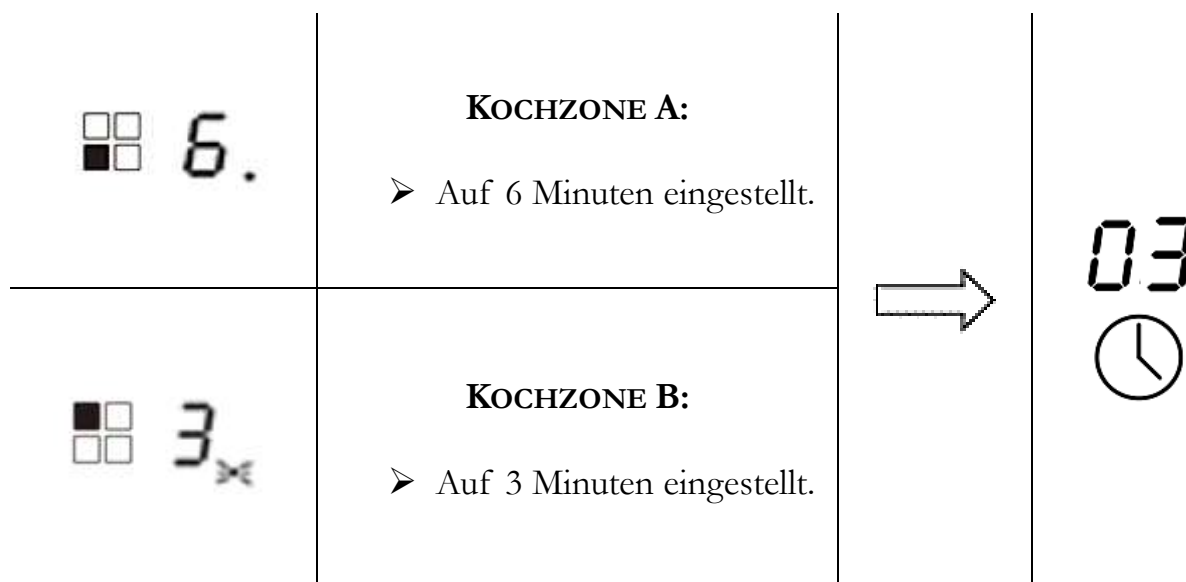 6.
KOCHZONE A:
➢ Auf 6 Minuten eingestellt.
03
3
KOCHZONE B:
➢ Auf 3 Minuten eingestellt.